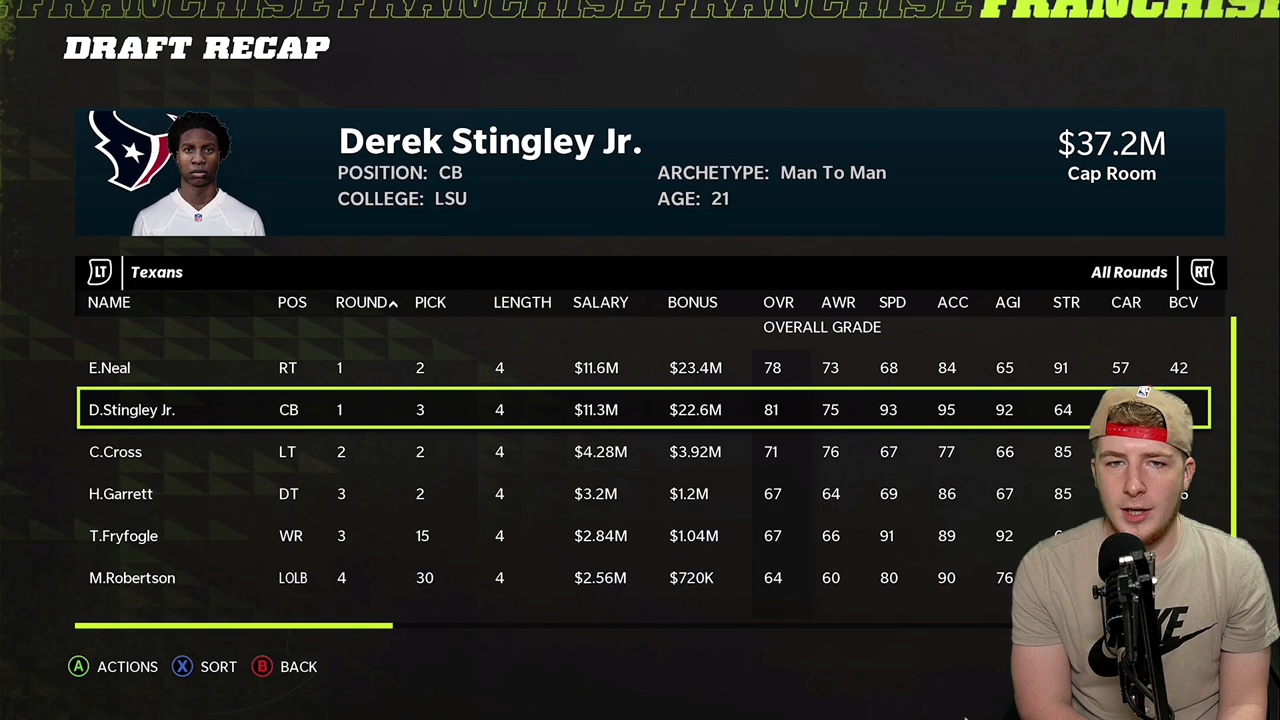 FRANCHISE FRANCHISE FRANCHISE FRANCHISE
DRAFT RECAP
Derek Stingley Jr.
POSITION: CB
ARCHETYPE: Man To Man
COLLEGE: LSU
AGE: 21
$37.2M
Cap Room
LT Texans All Rounds RT
NAME POS ROUND PICK LENGTH SALARY BONUS OVR AWR SPD ACC AGI STR CAR BCV
OVERALL GRADE
E.Neal RT 1 2 4 $11.6M $23.4M 78 73 68 84 65 91 57 42
D.Stingley Jr. CB 1 3 4 $11.3M $22.6M 81 75 93 95 92 64
C.Cross LT 2 2 4 $4.28M $3.92M 71 76 67 77 66 85
H.Garrett DT 3 2 4 $3.2M $1.2M 67 64 69 86 67 85
T.Fryfogle WR 3 15 4 $2.84M $1.04M 67 66 91 89 92
M.Robertson LOLB 4 30 4 $2.56M $720K 64 60 80 90 76
A ACTIONS X SORT B BACK